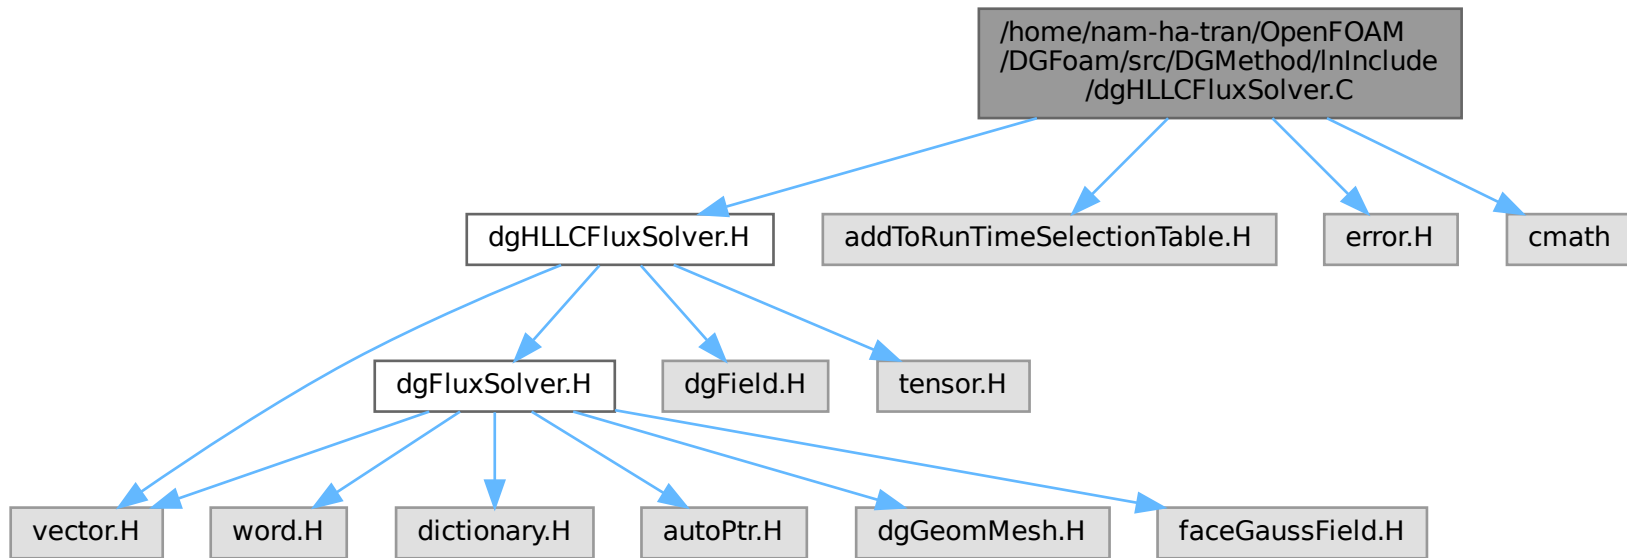 /home/nam-ha-tran/OpenFOAM
/DGFoam/src/DGMethod/lnInclude
/dgHLLCFluxSolver.C
dgHLLCFluxSolver.H
addToRunTimeSelectionTable.H
error.H
cmath
dgFluxSolver.H
dgField.H
tensor.H
vector.H
word.H
dictionary.H
autoPtr.H
dgGeomMesh.H
faceGaussField.H